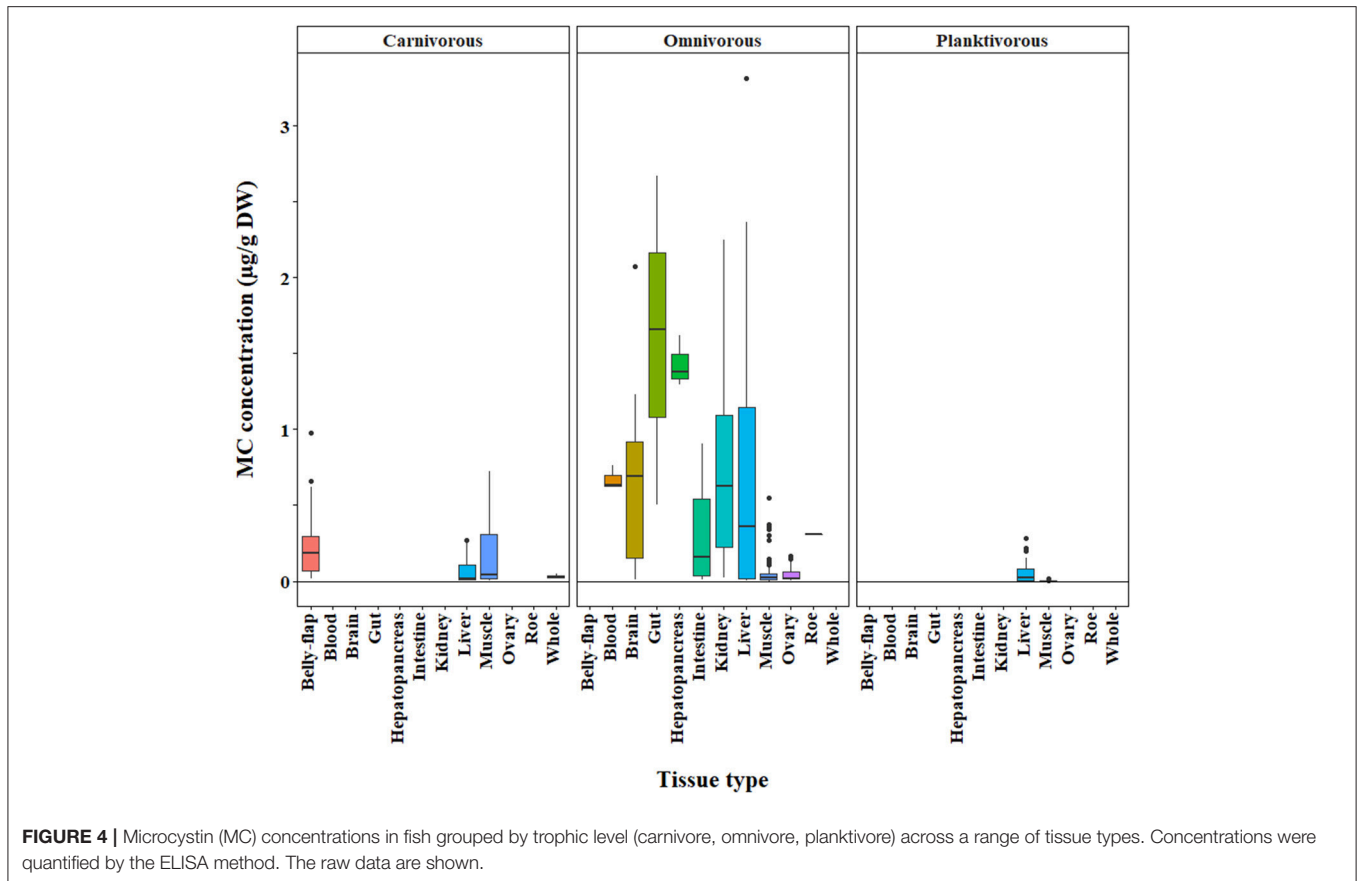 Carnivorous Omnivorous Planktivorous
MC concentration (µg/g DW)
3
2
1
0
Belly-flap Blood Brain Gut Hepatopancreas Intestine Kidney Liver Muscle Ovary Roe Whole
Belly-flap Blood Brain Gut Hepatopancreas Intestine Kidney Liver Muscle Ovary Roe Whole
Belly-flap Blood Brain Gut Hepatopancreas Intestine Kidney Liver Muscle Ovary Roe Whole
Tissue type
FIGURE 4 | Microcystin (MC) concentrations in fish grouped by trophic level (carnivore, omnivore, planktivore) across a range of tissue types. Concentrations were
quantified by the ELISA method. The raw data are shown.